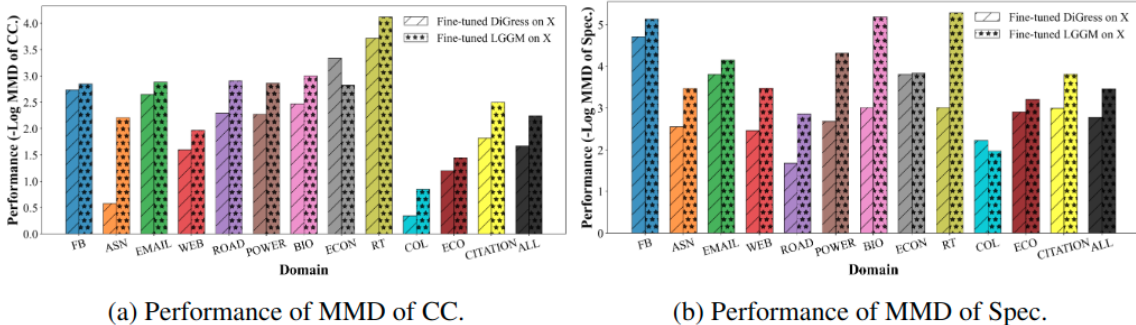 Performance (-Log MMD of CC.)
4.0
3.5
3.0
2.5
2.0
1.5
1.0
0.5
0.0
Fine-tuned DiGress on X
Fine-tuned LGGM on X
FB ASN EMAIL WEB ROAD POWER BIO ECON RT COL ECO CITATION ALL
Domain
(a) Performance of MMD of CC.
Performance (-Log MMD of Spec.)
5
4
3
2
1
0
Fine-tuned DiGress on X
Fine-tuned LGGM on X
FB ASN EMAIL WEB ROAD POWER BIO ECON RT COL ECO CITATION ALL
Domain
(b) Performance of MMD of Spec.